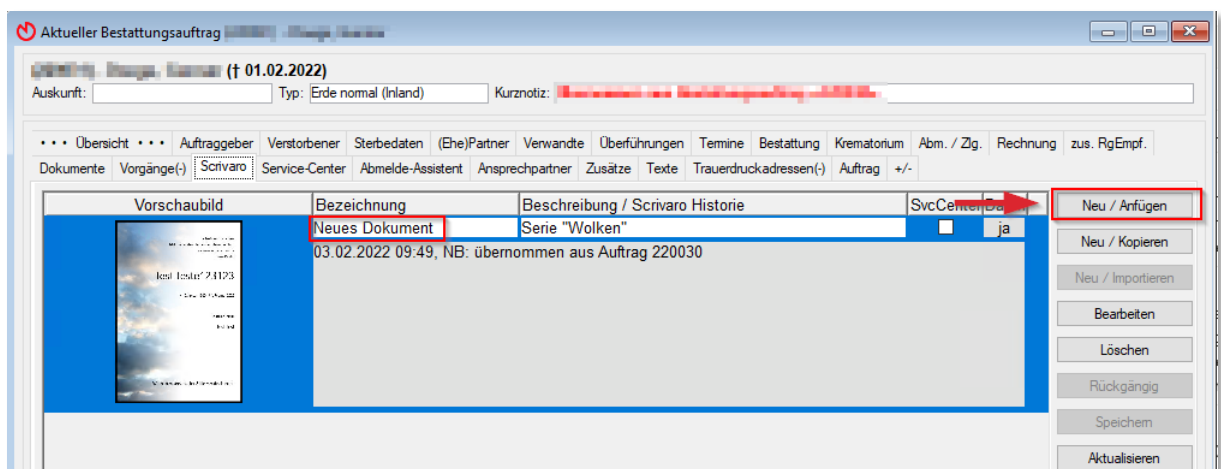 Aktueller Bestattungsauftrag
(† 01.02.2022)
Auskunft: Typ: Erde normal (Inland) Kurznotiz:
• • • Übersicht • • • Auftraggeber Verstorbener Sterbedaten (Ehe)Partner Verwandte Überführungen Termine Bestattung Krematorium Abm. / Zlg. Rechnung zus. RgEmpf.
Dokumente Vorgänge(-) Scrivaro Service-Center Abmelde-Assistent Ansprechpartner Zusätze Texte Trauerdruckadressen(-) Auftrag +/-
Vorschaubild Bezeichnung Beschreibung / Scrivaro Historie SvcCenter
Neues Dokument Serie "Wolken" ja
03.02.2022 09:49, NB: übernommen aus Auftrag 220030
Neu / Anfügen
Neu / Kopieren
Neu / Importieren
Bearbeiten
Löschen
Rückgängig
Speichern
Aktualisieren